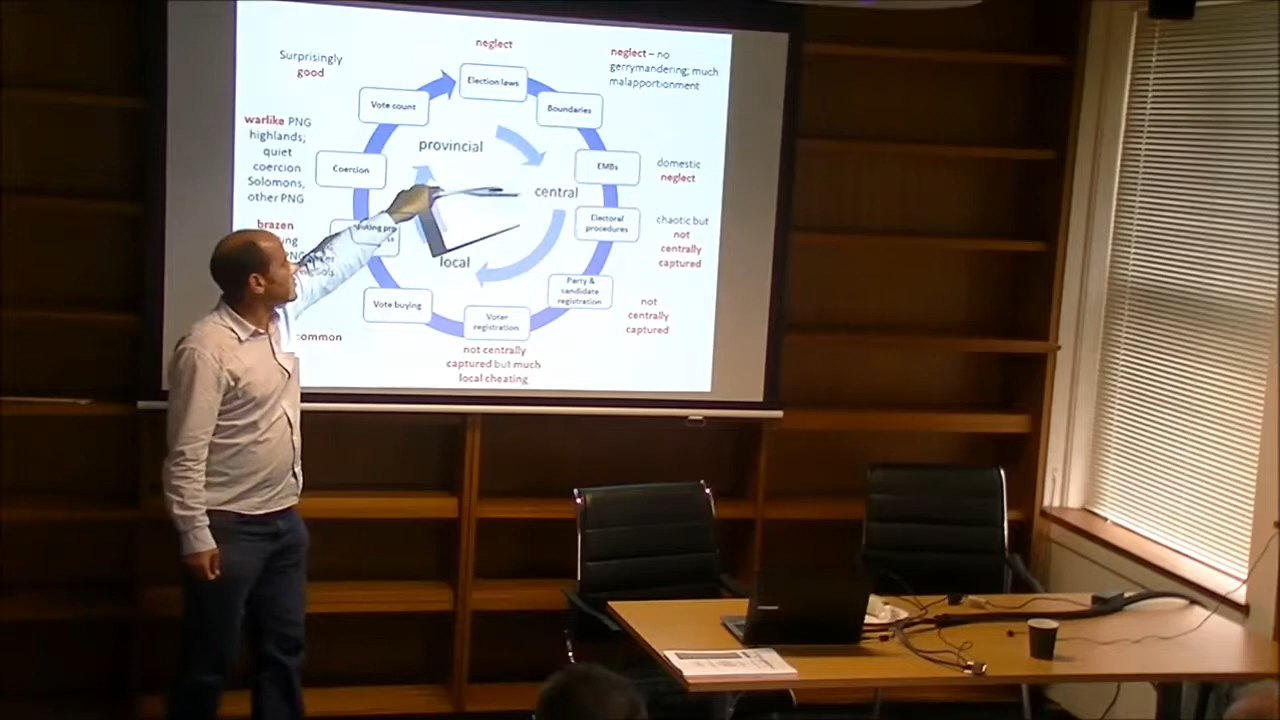 neglect
Election laws
neglect – no
gerrymandering; much
malapportionment
Boundaries
EMBs
domestic
neglect
Electoral
procedures
chaotic but
not
centrally
captured
Party &
candidate
registration
not
centrally
captured
Voter
registration
not centrally
captured but much
local cheating
Vote buying
common
brazen
Coercion
warlike PNG
highlands;
quiet
coercion
Solomons,
other PNG
Vote count
Surprisingly
good
provincial
central
local